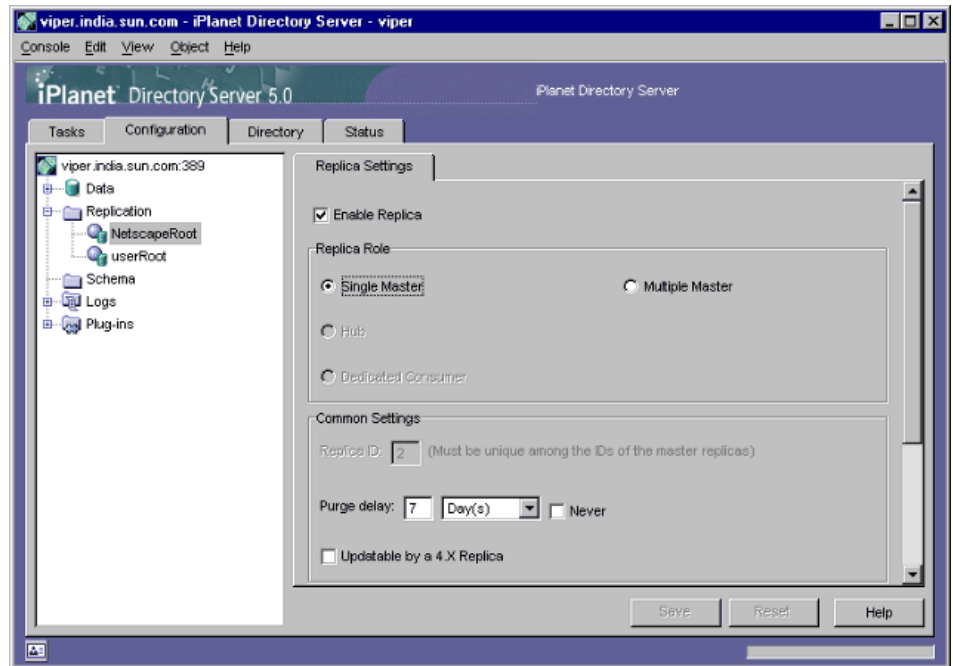 viper.india.sun.com - iPlanet Directory Server - viper
Console Edit View Object Help
iPlanet Directory Server 5.0
iPlanet Directory Server
Tasks Configuration Directory Status
viper.india.sun.com:389
Data
Replication
NetscapeRoot
userRoot
Schema
Logs
Plug-ins
Replica Settings
Enable Replica
Replica Role
Single Master Multiple Master
Hub
Dedicated Consumer
Common Settings
Replica ID: 2 (Must be unique among the IDs of the master replicas)
Purge delay: 7 Day(s) Never
Updatable by a 4.X Replica
Save Reset Help